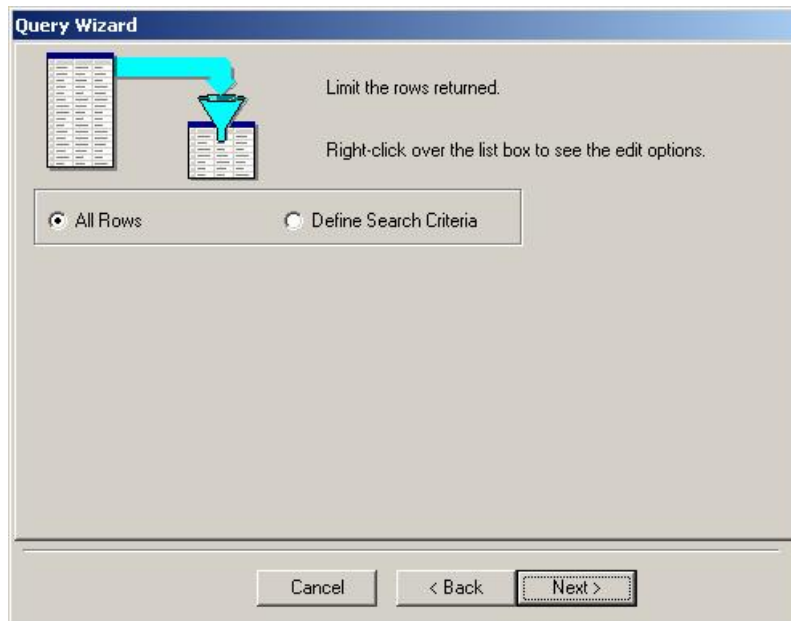 Query Wizard
Limit the rows returned.
Right-click over the list box to see the edit options.
All Rows
Define Search Criteria
Cancel
< Back
Next >